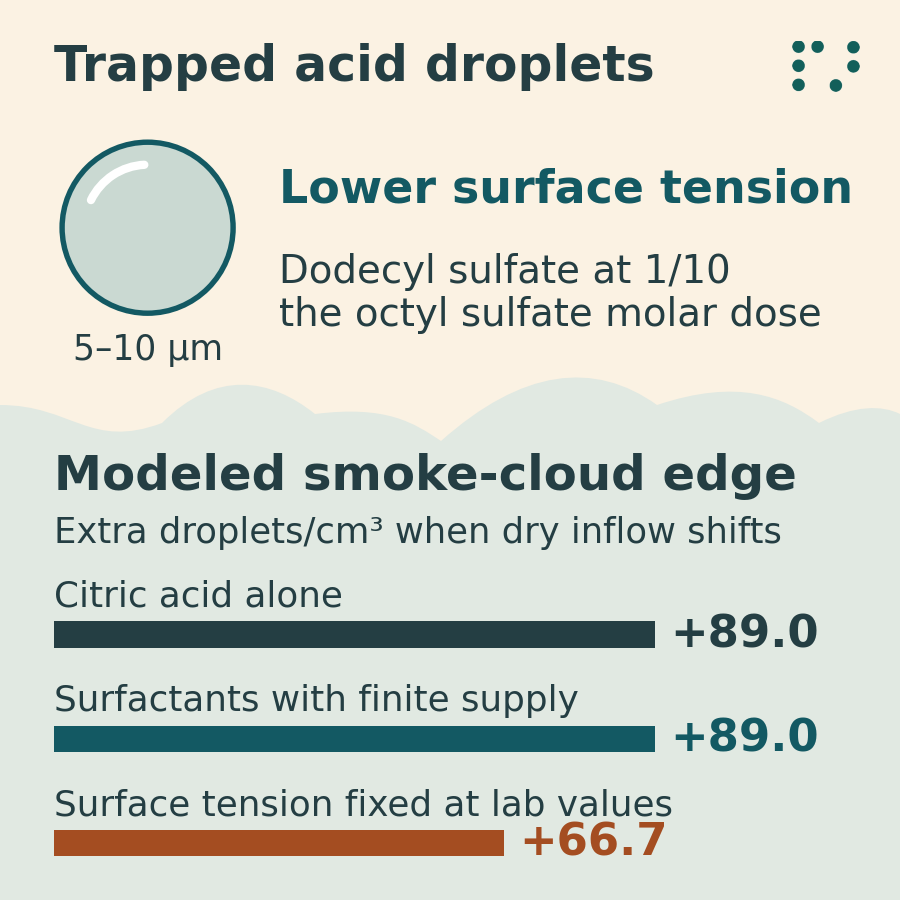 Trapped acid droplets
Lower surface tension
Dodecyl sulfate at 1/10
the octyl sulfate molar dose
5–10 µm
Modeled smoke-cloud edge
Extra droplets/cm³ when dry inflow shifts
Citric acid alone
+89.0
Surfactants with finite supply
+89.0
Surface tension fixed at lab values
+66.7